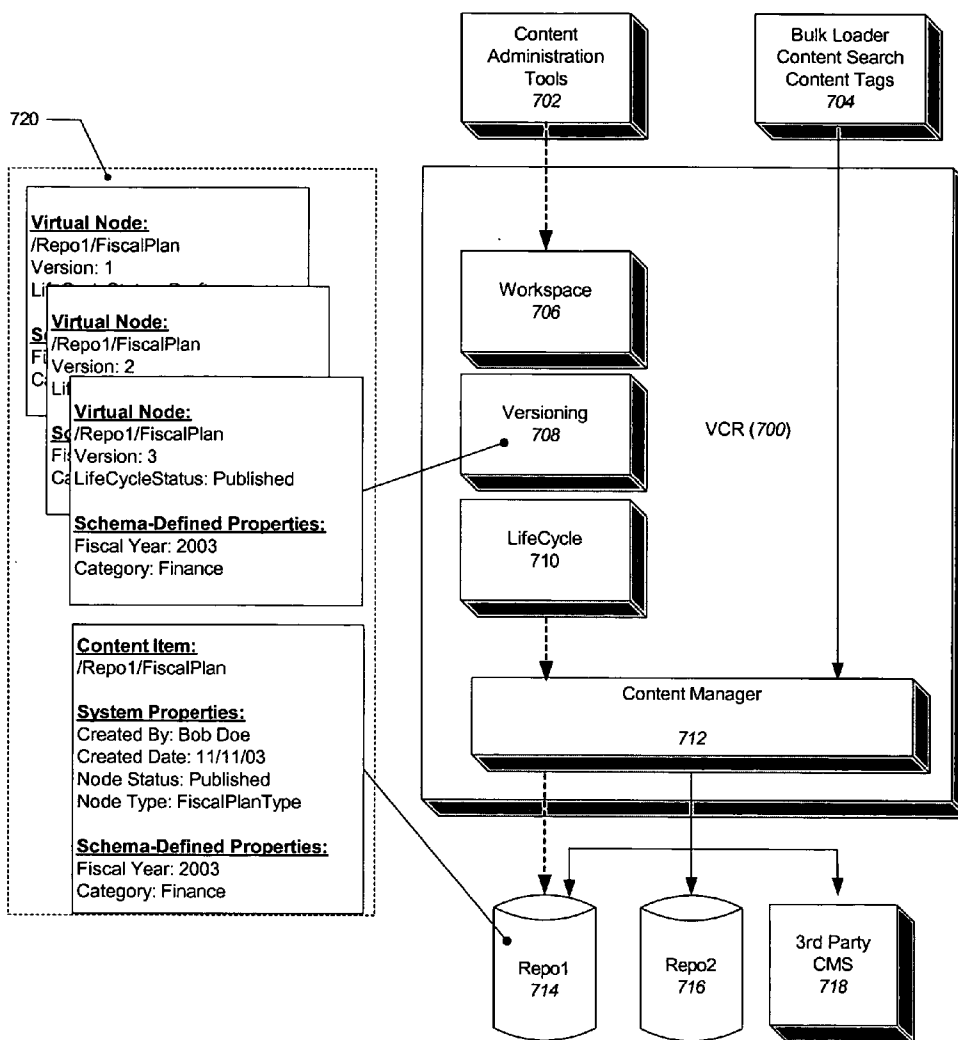 Content
Administration
Tools
702
Bulk Loader
Content Search
Content Tags
704
720
Virtual Node:
/Repo1/FiscalPlan
Version: 1
Virtual Node:
/Repo1/FiscalPlan
Version: 2
Virtual Node:
/Repo1/FiscalPlan
Version: 3
LifeCycleStatus: Published
Schema-Defined Properties:
Fiscal Year: 2003
Category: Finance
Content Item:
/Repo1/FiscalPlan
System Properties:
Created By: Bob Doe
Created Date: 11/11/03
Node Status: Published
Node Type: FiscalPlanType
Schema-Defined Properties:
Fiscal Year: 2003
Category: Finance
Workspace
706
Versioning
708
VCR (700)
LifeCycle
710
Content Manager
712
Repo1
714
Repo2
716
3rd Party
CMS
718